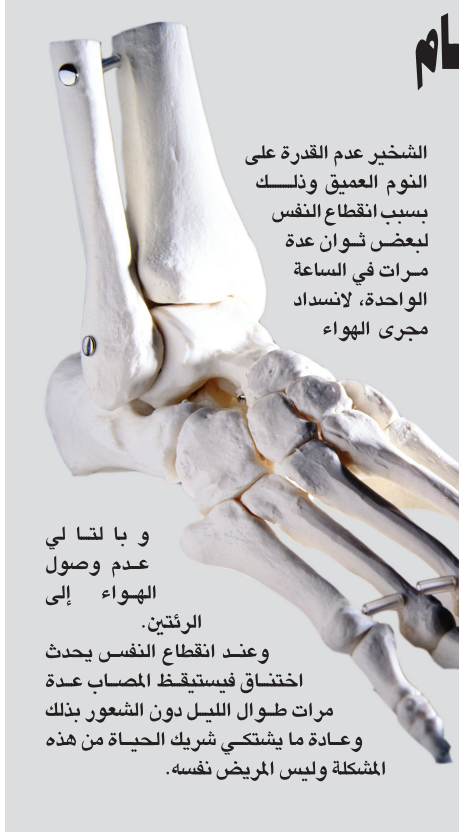 الشخير عدم القدرة على
النوم العميق وذلك
بسبب انقطاع النفس
لبعض ثوان عدة
مرات في الساعة
الواحدة، لانسداد
مجرى الهواء
و با لتا لي
عدم وصول
الهواء إلى
الرئتين.
وعند انقطاع النفس يحدث
اختناق فيستيقظ المصاب عدة
مرات طوال الليل دون الشعور بذلك
وعادة ما يشتكي شريك الحياة من هذه
المشكلة وليس المريض نفسه.